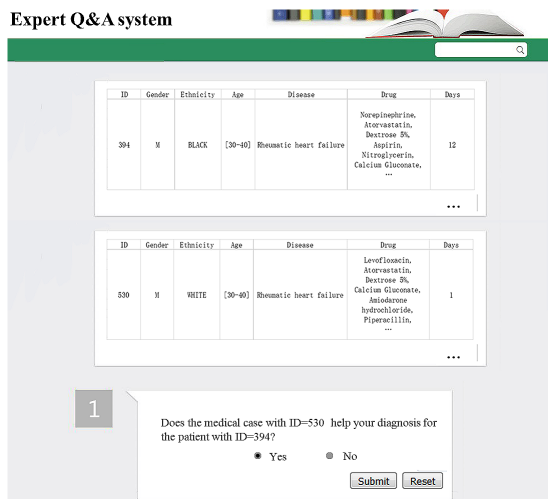 Expert Q&A system
ID Gender Ethnicity Age Disease Drug Days
394 M BLACK [30-40] Rheumatic heart failure Norepinephrine, 12
Atorvastatin,
Dextrose 5%,
Aspirin,
Nitroglycerin,
Calcium Gluconate,
…
...
ID Gender Ethnicity Age Disease Drug Days
530 M WHITE [30-40] Rheumatic heart failure Levofloxacin, 1
Atorvastatin,
Dextrose 5%,
Calcium Gluconate,
Amiodarone
hydrochloride,
Piperacillin,
…
...
1
Does the medical case with ID=530 help your diagnosis for
the patient with ID=394?
Yes No
Submit Reset